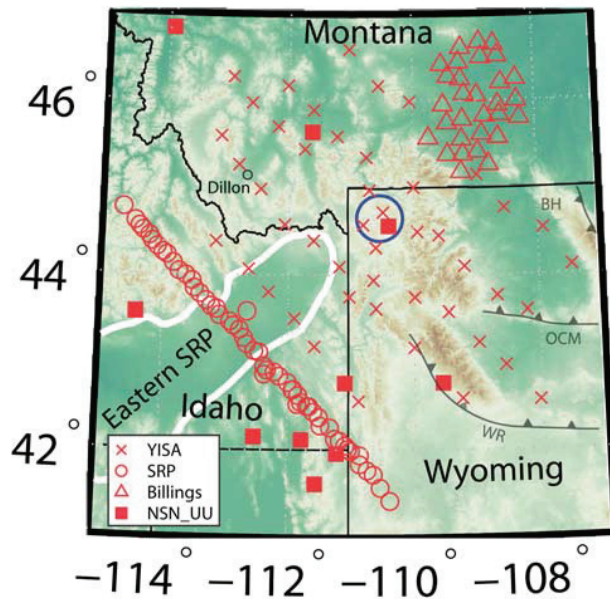 Montana
46°
Dillon
BH
44°
Eastern SRP
OCM
Idaho
42°
WR
Wyoming
YISA
SRP
Billings
NSN_UU
−114° −112° −110° −108°